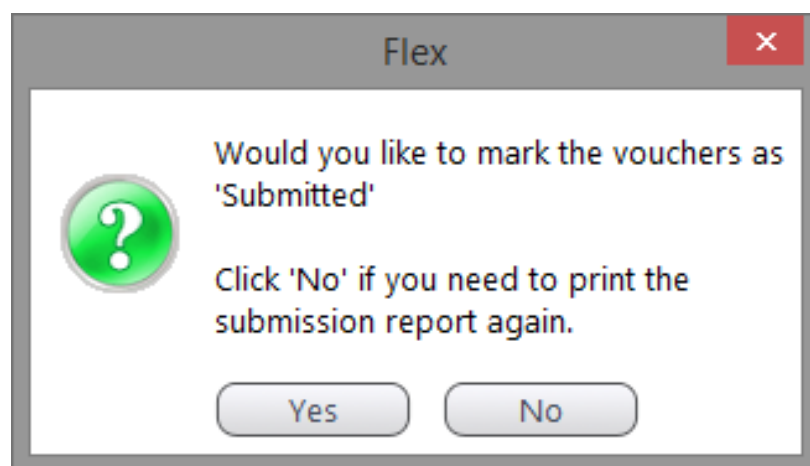 Flex
Would you like to mark the vouchers as
'Submitted'
Click 'No' if you need to print the
submission report again.
Yes No